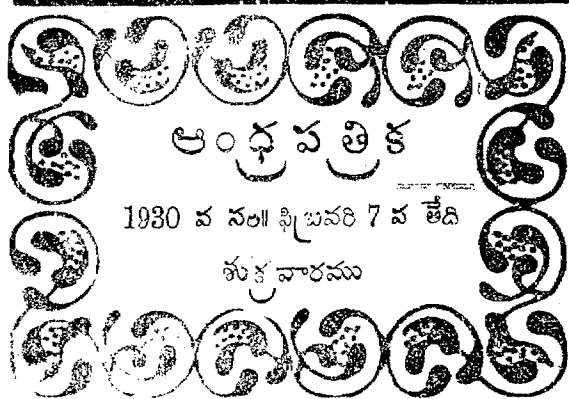 ఆంధ్రపత్రిక
1930 వ సం॥ ఫిబ్రవరి 7 వ తేది
శుక్రవారము